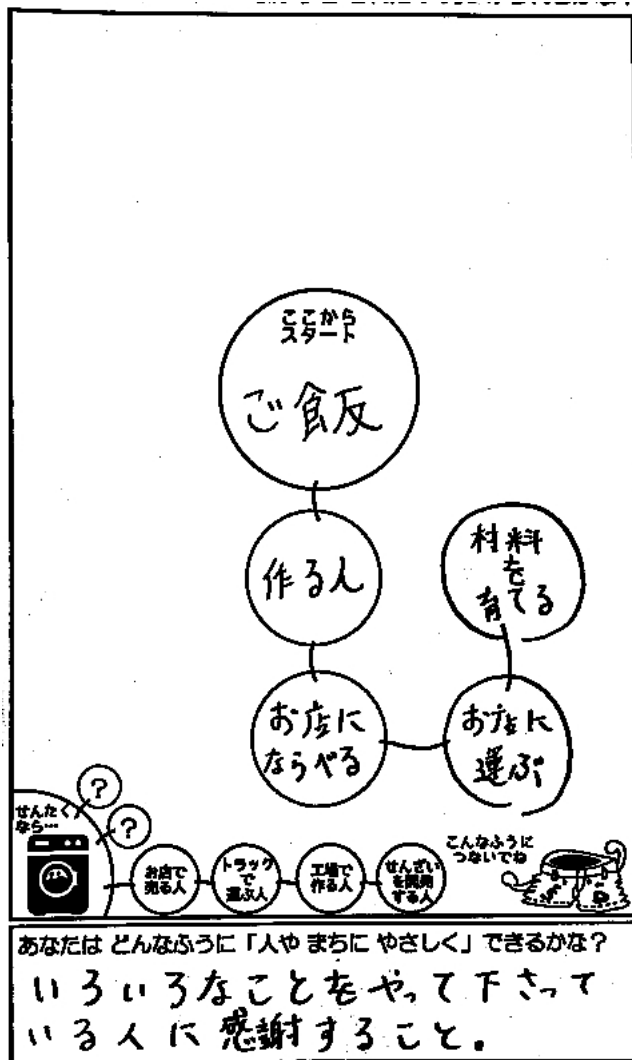 ここから
スタート
ご飯
作る人
お店に
ならべる
お店に
選ぶ
材料
を
育てる
せんたく
なら…
?
?
お店で
売る人
トラック
で
運ぶ人
工場で
作る人
せんざい
を開発
する人
こんなふうに
つないでね
あなたは どんなふうに「人や まちに やさしく」できるかな?
いろいろなことをやって下さって
いる人に感謝すること。